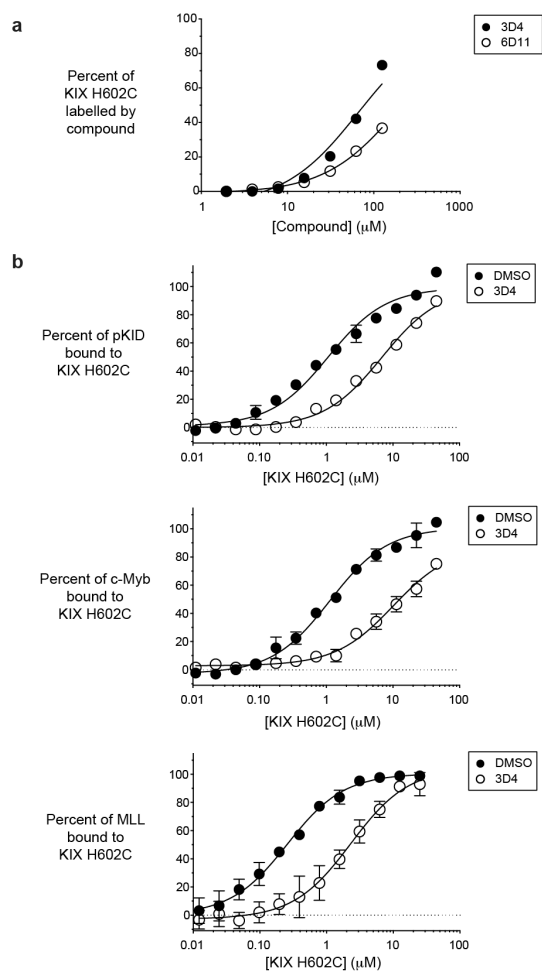 a
3D4
6D11
Percent of
KIX H602C
labelled by
compound
100
80
60
40
20
0
1 10 100 1000
[Compound] (μM)
b
DMSO
3D4
Percent of pKID
bound to
KIX H602C
100
80
60
40
20
0
0.01 0.10 1 10 100
[KIX H602C] (μM)
DMSO
3D4
Percent of c-Myb
bound to
KIX H602C
100
80
60
40
20
0
0.01 0.10 1 10 100
[KIX H602C] (μM)
DMSO
3D4
Percent of MLL
bound to
KIX H602C
100
80
60
40
20
0
0.01 0.10 1 10 100
[KIX H602C] (μM)